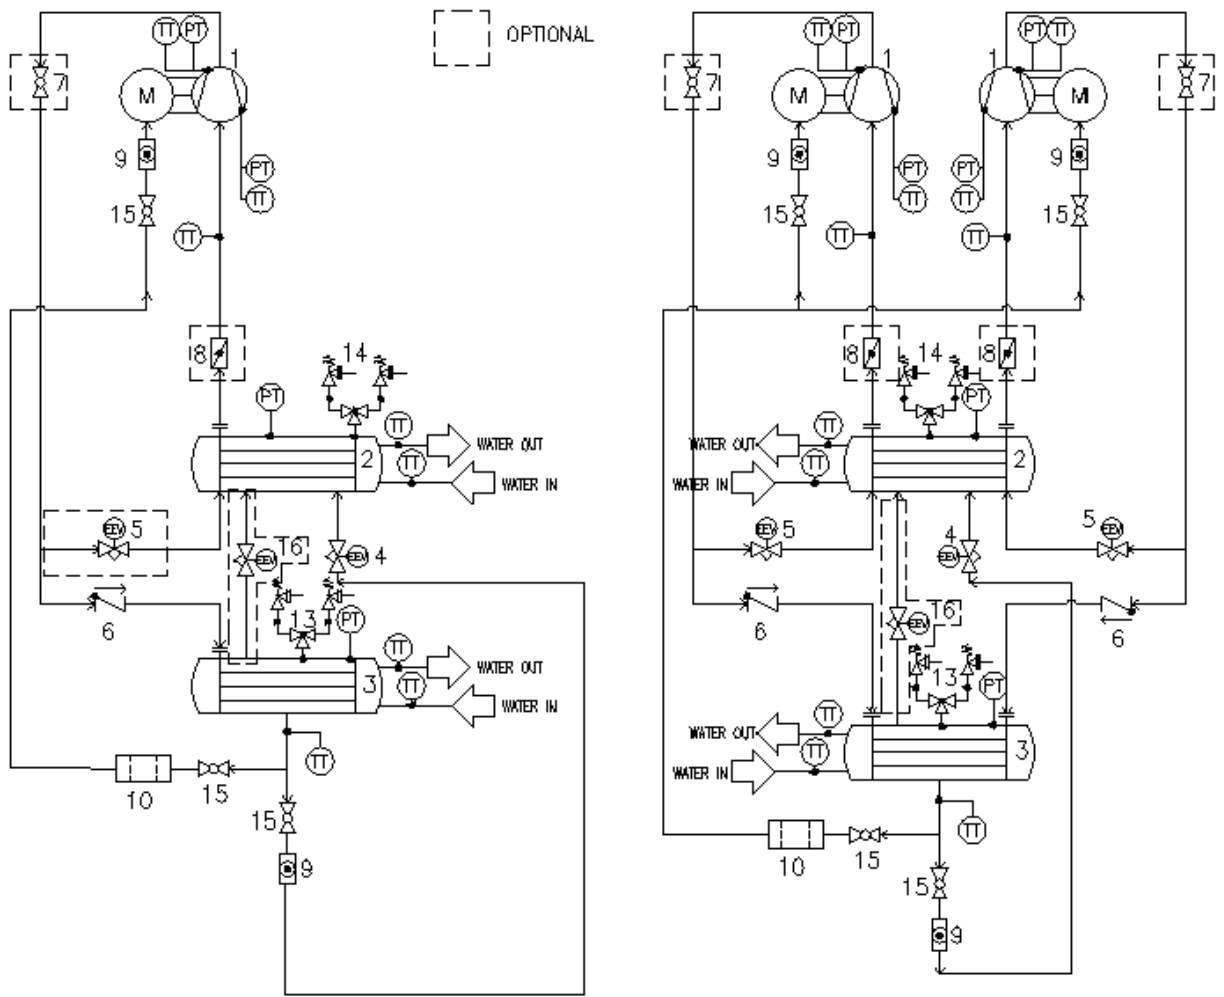 TT PT 1 OPTIONAL TT PT 1 1 PT TT
7 M 7 M M 7
9 PT 9 PT PT 9
TT TT TT
15 15 15
TT TT TT
8 14 8 14 8
PT PT
TT WATER OUT WATER OUT TT
2 2
TT WATER IN WATER IN TT
EEV 5 EEV 5 4 5 EEV
16 EEV EEV 4 EEV
6 13 PT 6 16 EEV 6
TT WATER OUT 13 PT
3 TT WATER IN TT
WATER OUT 3
TT WATER IN TT
10 15 TT
15 10 15 TT
9 15
9